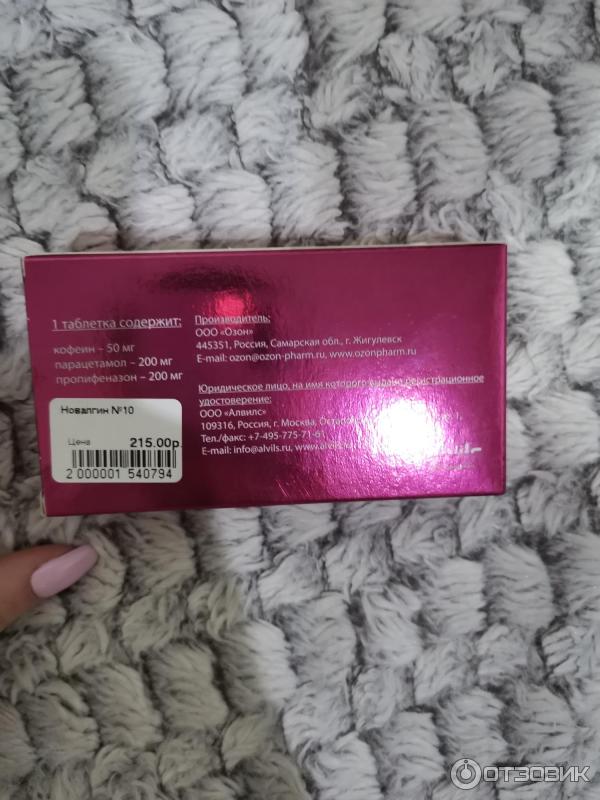 1 таблетка содержит:
кофеин – 50 мг
парацетамол – 200 мг
пропифеназон – 200 мг
Производитель:
ООО «Озон»
445351, Россия, Самарская обл., г. Жигулевск
E-mail: ozon@ozon-pharm.ru, www.ozonpharm.ru
Юридическое лицо, на имя которого выдано регистрационное
удостоверение:
ООО «Алвилс»
109316, Россия, г. Москва,
Тел./факс: +7-495-775-71-61
E-mail: info@alvils.ru,
Новалгин №10
Цена 215.00р
2 000001 540794
ОТЗОВИК